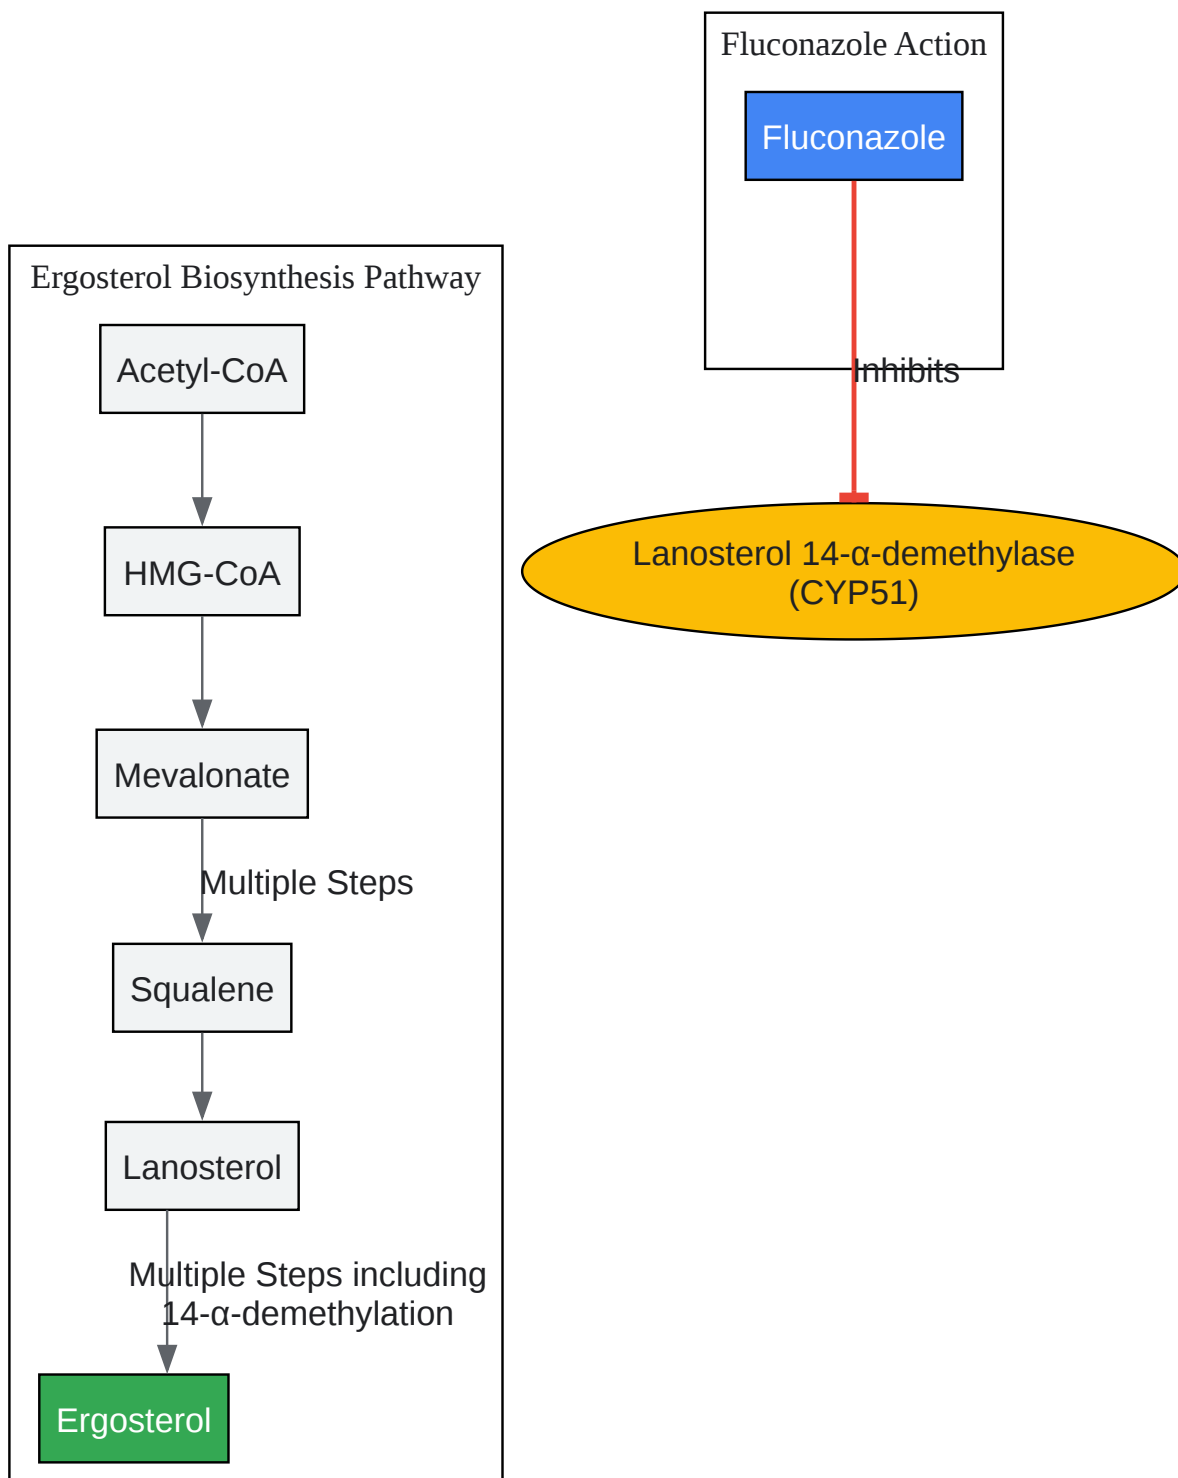 Fluconazole Action
Fluconazole
Inhibits
Lanosterol 14-α-demethylase
(CYP51)
Ergosterol Biosynthesis Pathway
Acetyl-CoA
HMG-CoA
Mevalonate
Multiple Steps
Squalene
Lanosterol
Multiple Steps including
14-α-demethylation
Ergosterol